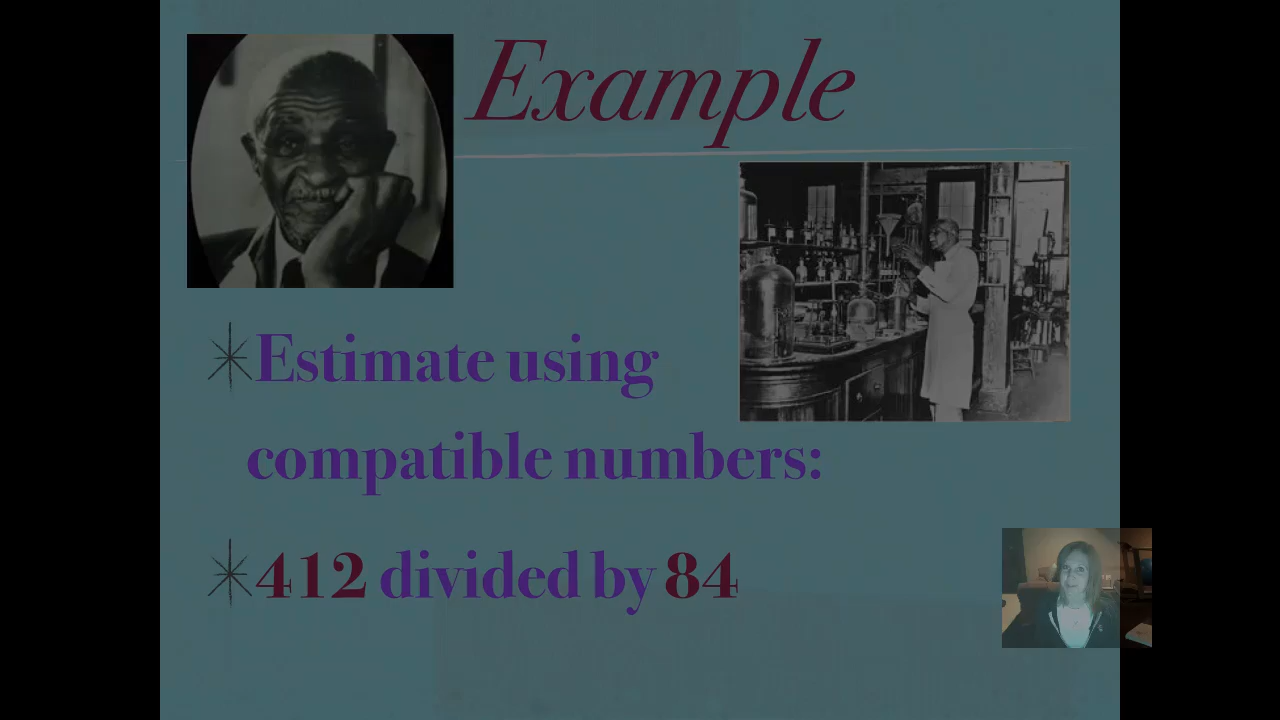 Example
Estimate using
compatible numbers:
412 divided by 84